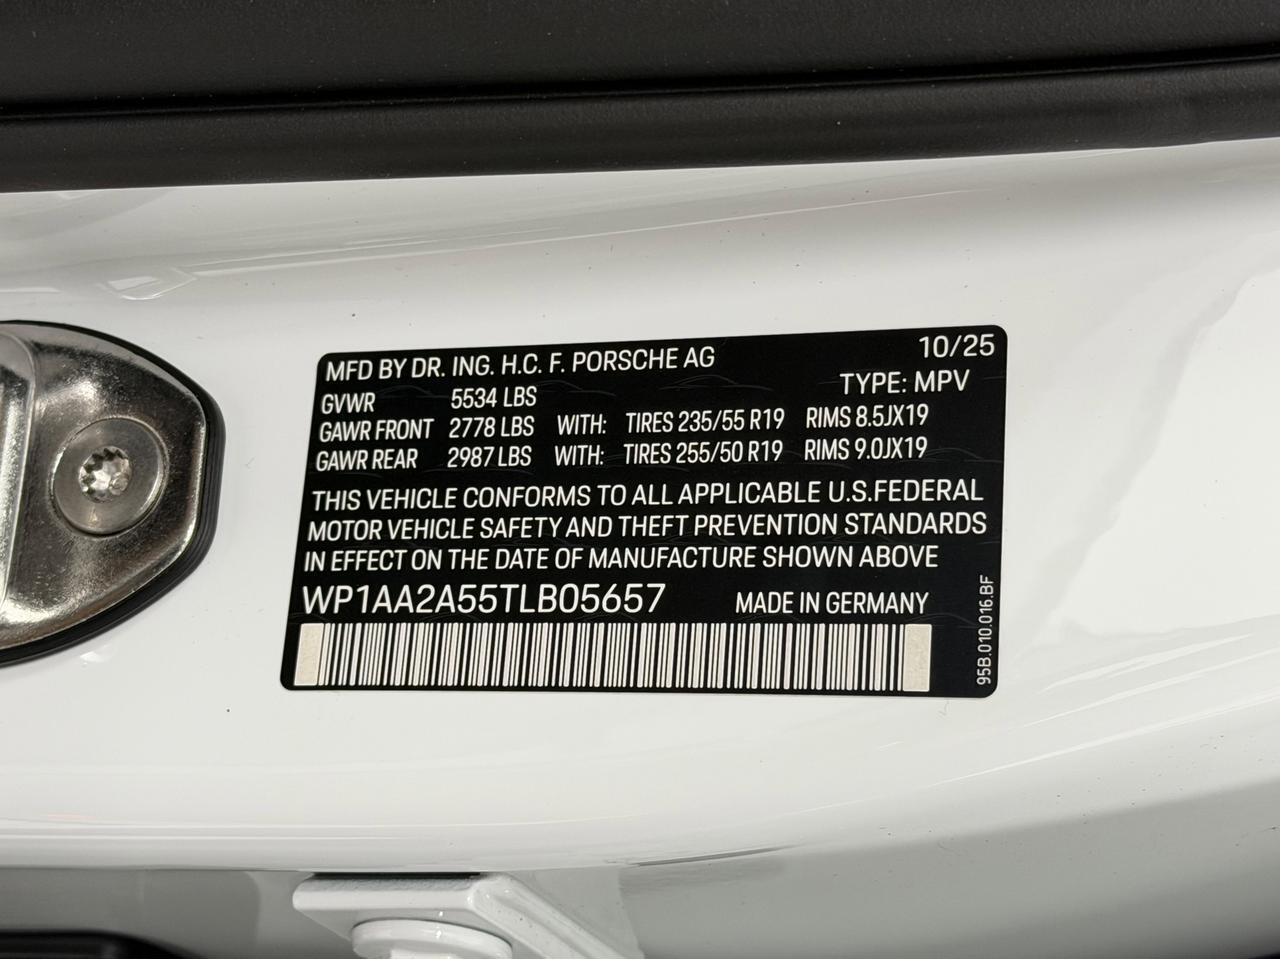 MFD BY DR. ING. H.C. F. PORSCHE AG 10/25
GVWR 5534 LBS TYPE: MPV
GAWR FRONT 2778 LBS WITH: TIRES 235/55 R19 RIMS 8.5JX19
GAWR REAR 2987 LBS WITH: TIRES 255/50 R19 RIMS 9.0JX19
THIS VEHICLE CONFORMS TO ALL APPLICABLE U.S.FEDERAL
MOTOR VEHICLE SAFETY AND THEFT PREVENTION STANDARDS
IN EFFECT ON THE DATE OF MANUFACTURE SHOWN ABOVE
WP1AA2A55TLB05657 MADE IN GERMANY
95B.010.016.BF